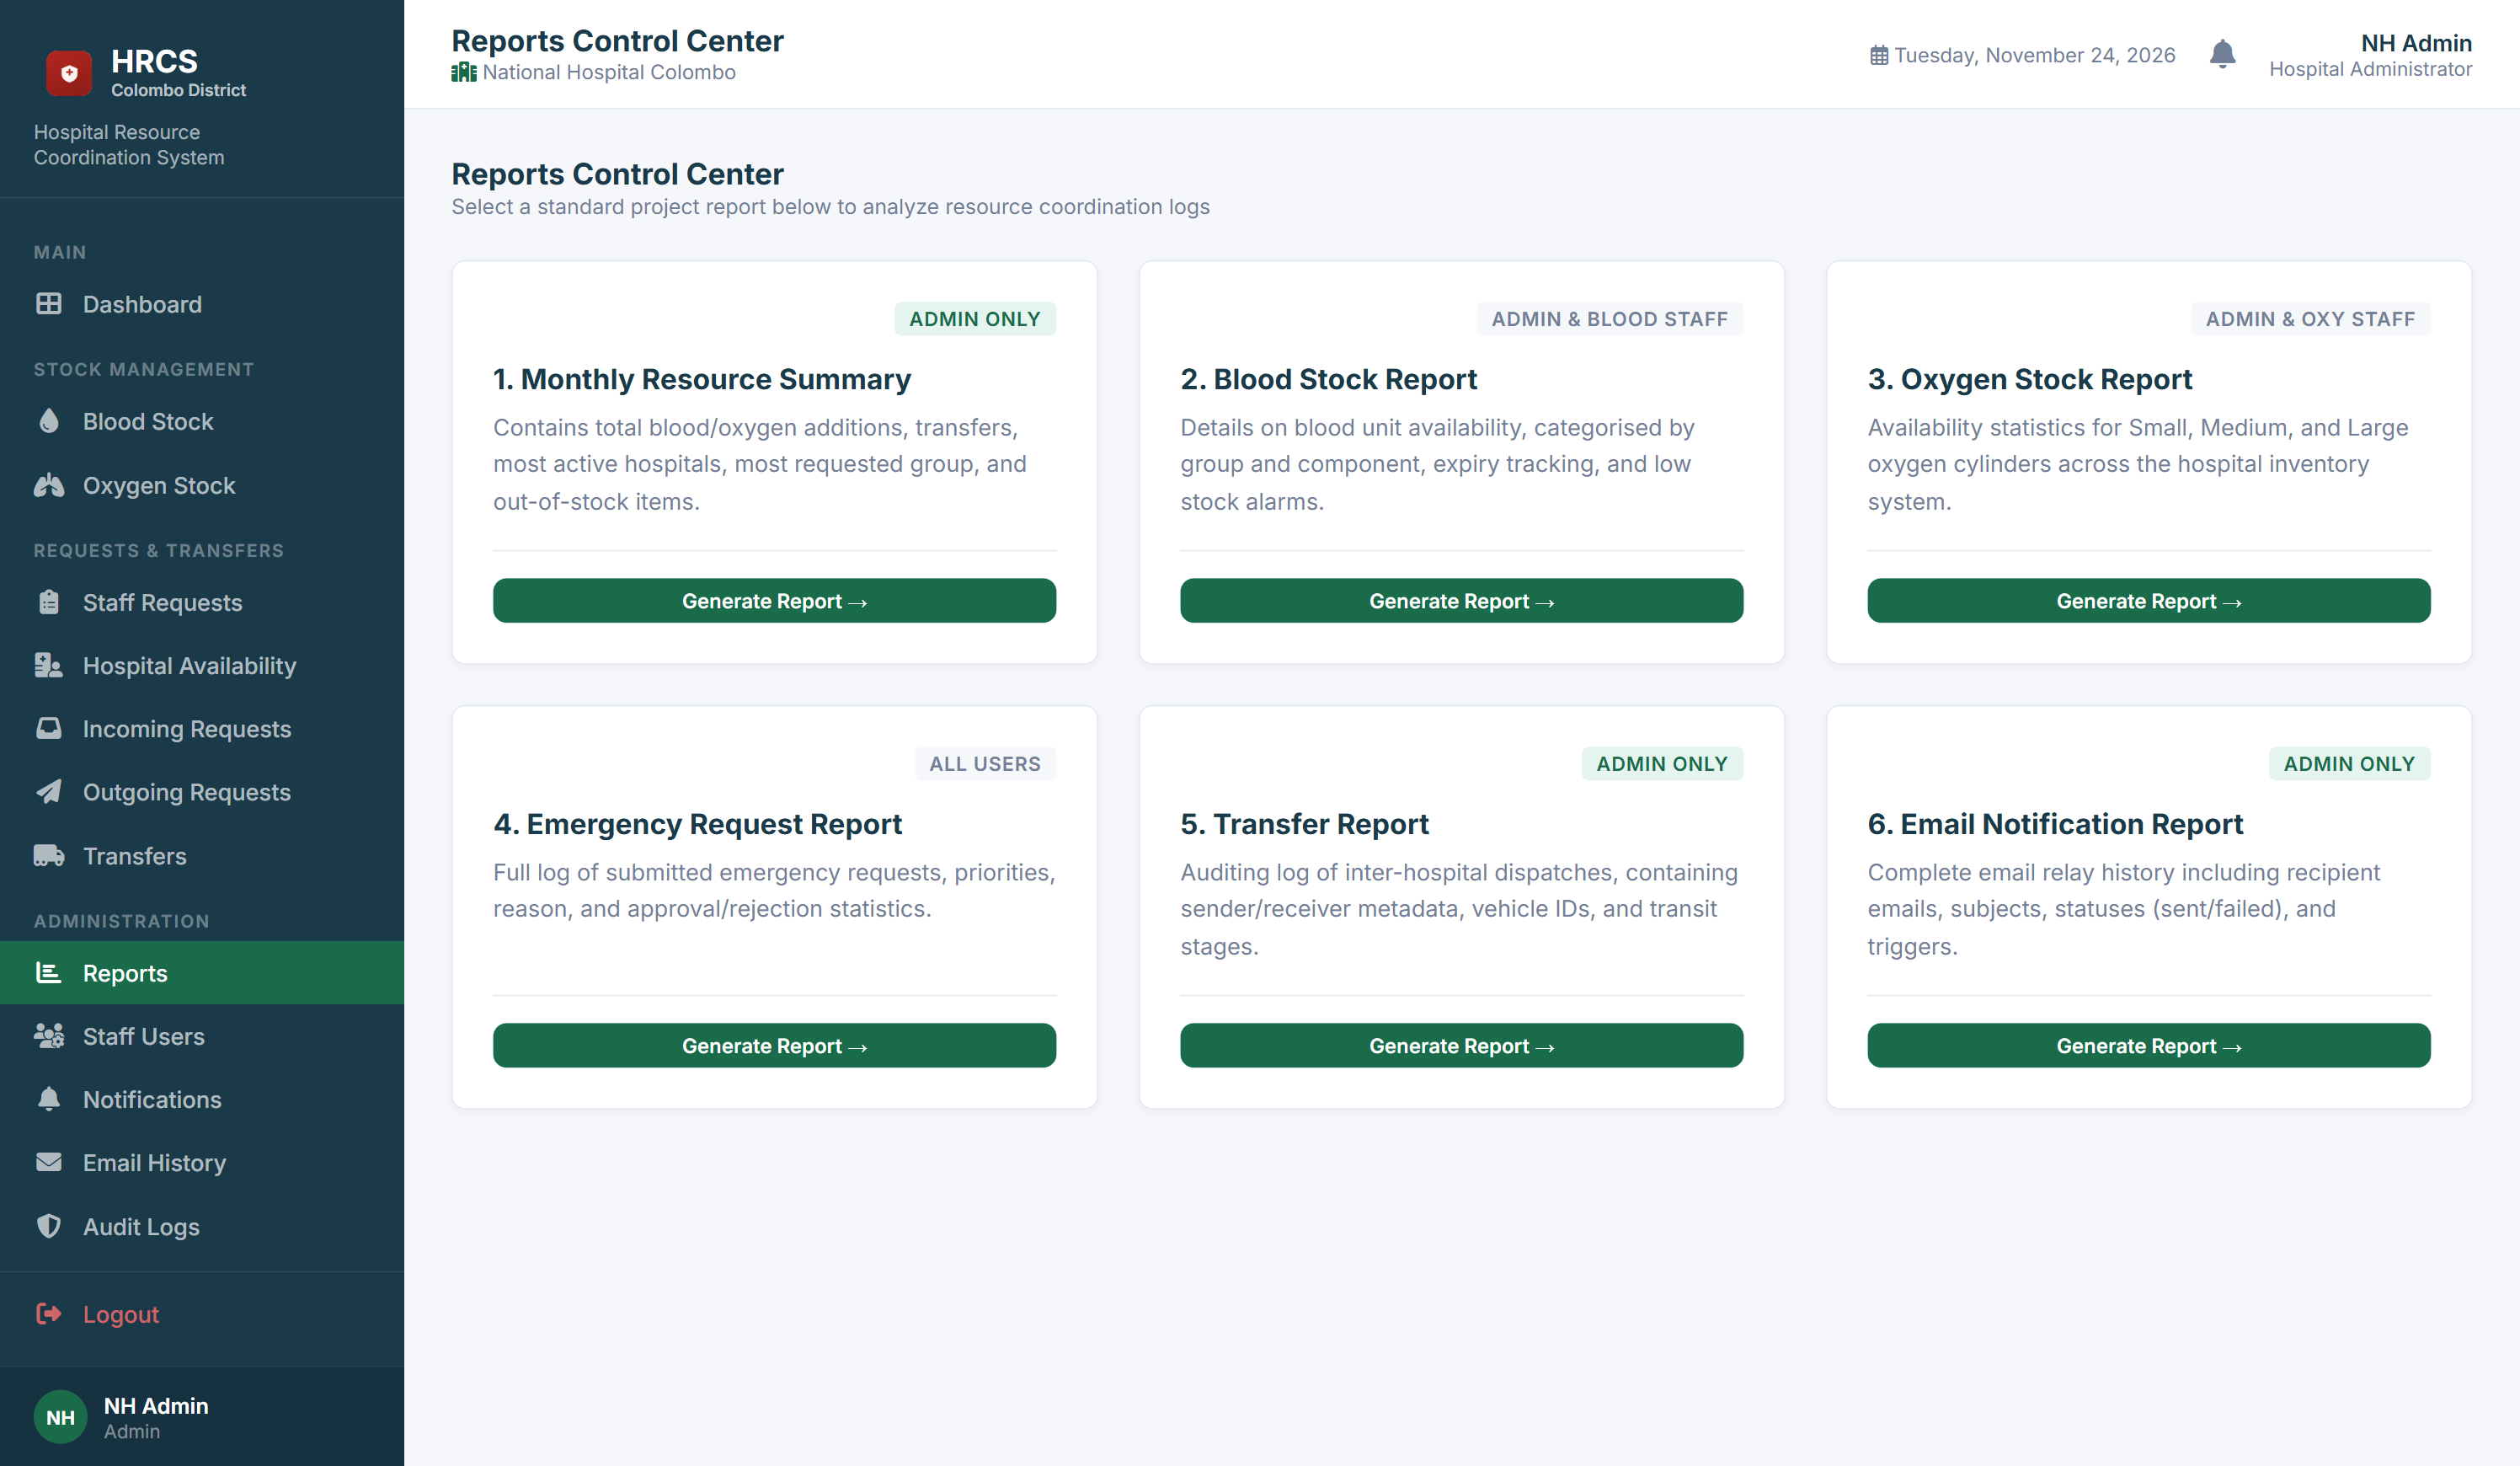 HRCS
Colombo District
Hospital Resource
Coordination System
MAIN
Dashboard
STOCK MANAGEMENT
Blood Stock
Oxygen Stock
REQUESTS & TRANSFERS
Staff Requests
Hospital Availability
Incoming Requests
Outgoing Requests
Transfers
ADMINISTRATION
Reports
Staff Users
Notifications
Email History
Audit Logs
Logout
NH
NH Admin
Admin
Reports Control Center
National Hospital Colombo
Tuesday, November 24, 2026
NH Admin
Hospital Administrator
Reports Control Center
Select a standard project report below to analyze resource coordination logs
ADMIN ONLY
1. Monthly Resource Summary
Contains total blood/oxygen additions, transfers,
most active hospitals, most requested group, and
out-of-stock items.
Generate Report →
ADMIN & BLOOD STAFF
2. Blood Stock Report
Details on blood unit availability, categorised by
group and component, expiry tracking, and low
stock alarms.
Generate Report →
ADMIN & OXY STAFF
3. Oxygen Stock Report
Availability statistics for Small, Medium, and Large
oxygen cylinders across the hospital inventory
system.
Generate Report →
ALL USERS
4. Emergency Request Report
Full log of submitted emergency requests, priorities,
reason, and approval/rejection statistics.
Generate Report →
ADMIN ONLY
5. Transfer Report
Auditing log of inter-hospital dispatches, containing
sender/receiver metadata, vehicle IDs, and transit
stages.
Generate Report →
ADMIN ONLY
6. Email Notification Report
Complete email relay history including recipient
emails, subjects, statuses (sent/failed), and
triggers.
Generate Report →